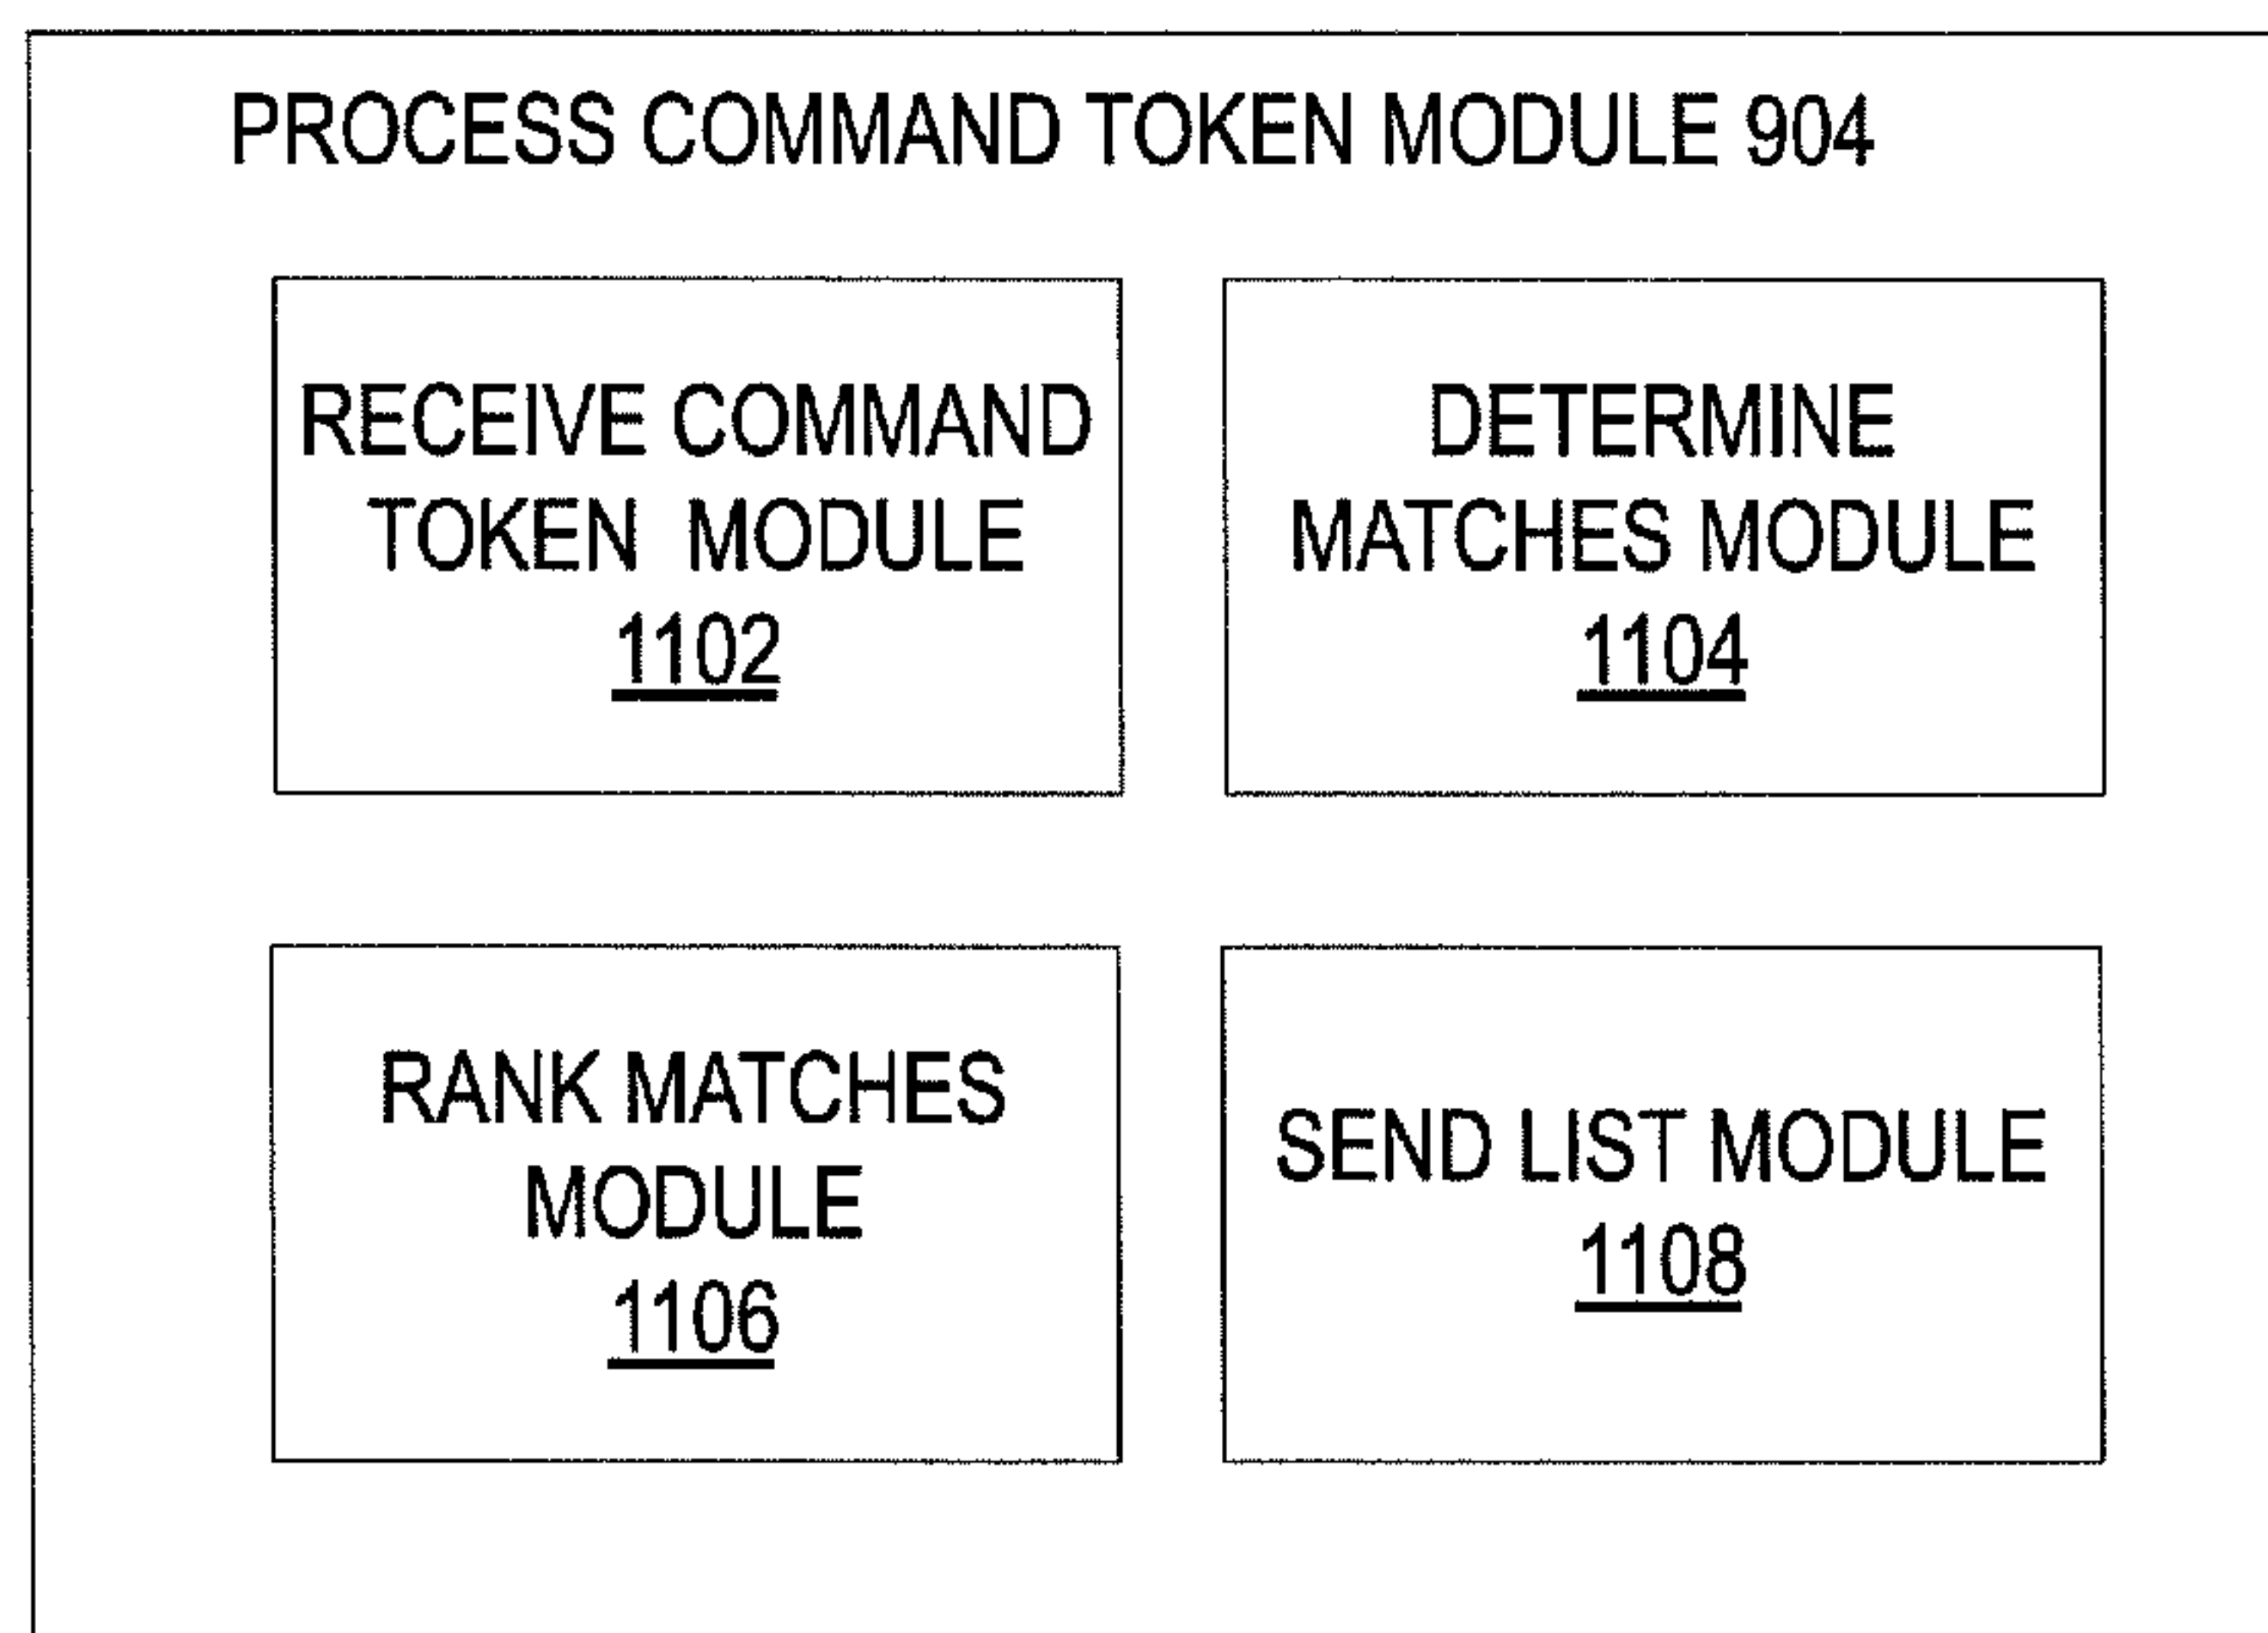 PROCESS COMMAND TOKEN MODULE 904
RECEIVE COMMAND
TOKEN MODULE
1102
DETERMINE
MATCHES MODULE
1104
RANK MATCHES
MODULE
1106
SEND LIST MODULE
1108